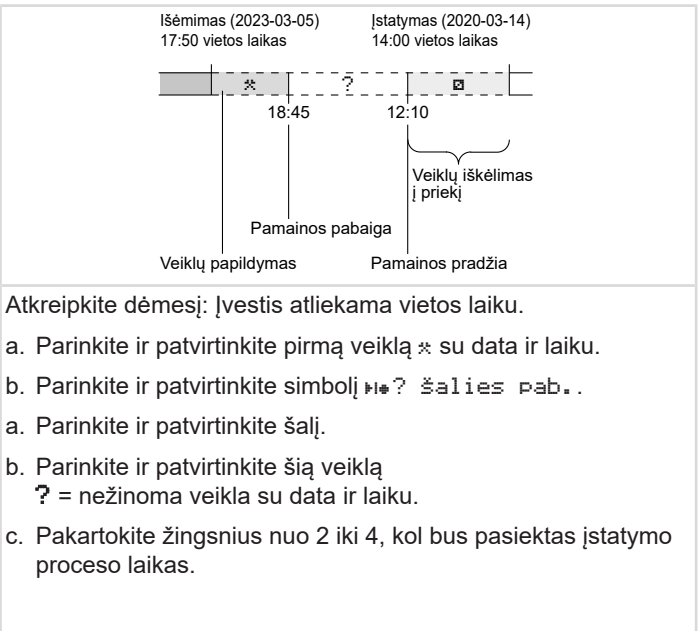 Išėmimas (2023-03-05) Įstatymas (2020-03-14)
17:50 vietos laikas 14:00 vietos laikas
?
18:45 12:10
Veiklų iškėlimas
į priekį
Pamainos pabaiga
Veiklų papildymas Pamainos pradžia
Atkreipkite dėmesį: Įvestis atliekama vietos laiku.
a. Parinkite ir patvirtinkite pirmą veiklą su data ir laiku.
b. Parinkite ir patvirtinkite simbolį ? šalies pab..
a. Parinkite ir patvirtinkite šalį.
b. Parinkite ir patvirtinkite šią veiklą
? = nežinoma veikla su data ir laiku.
c. Pakartokite žingsnius nuo 2 iki 4, kol bus pasiektas įstatymo
proceso laikas.